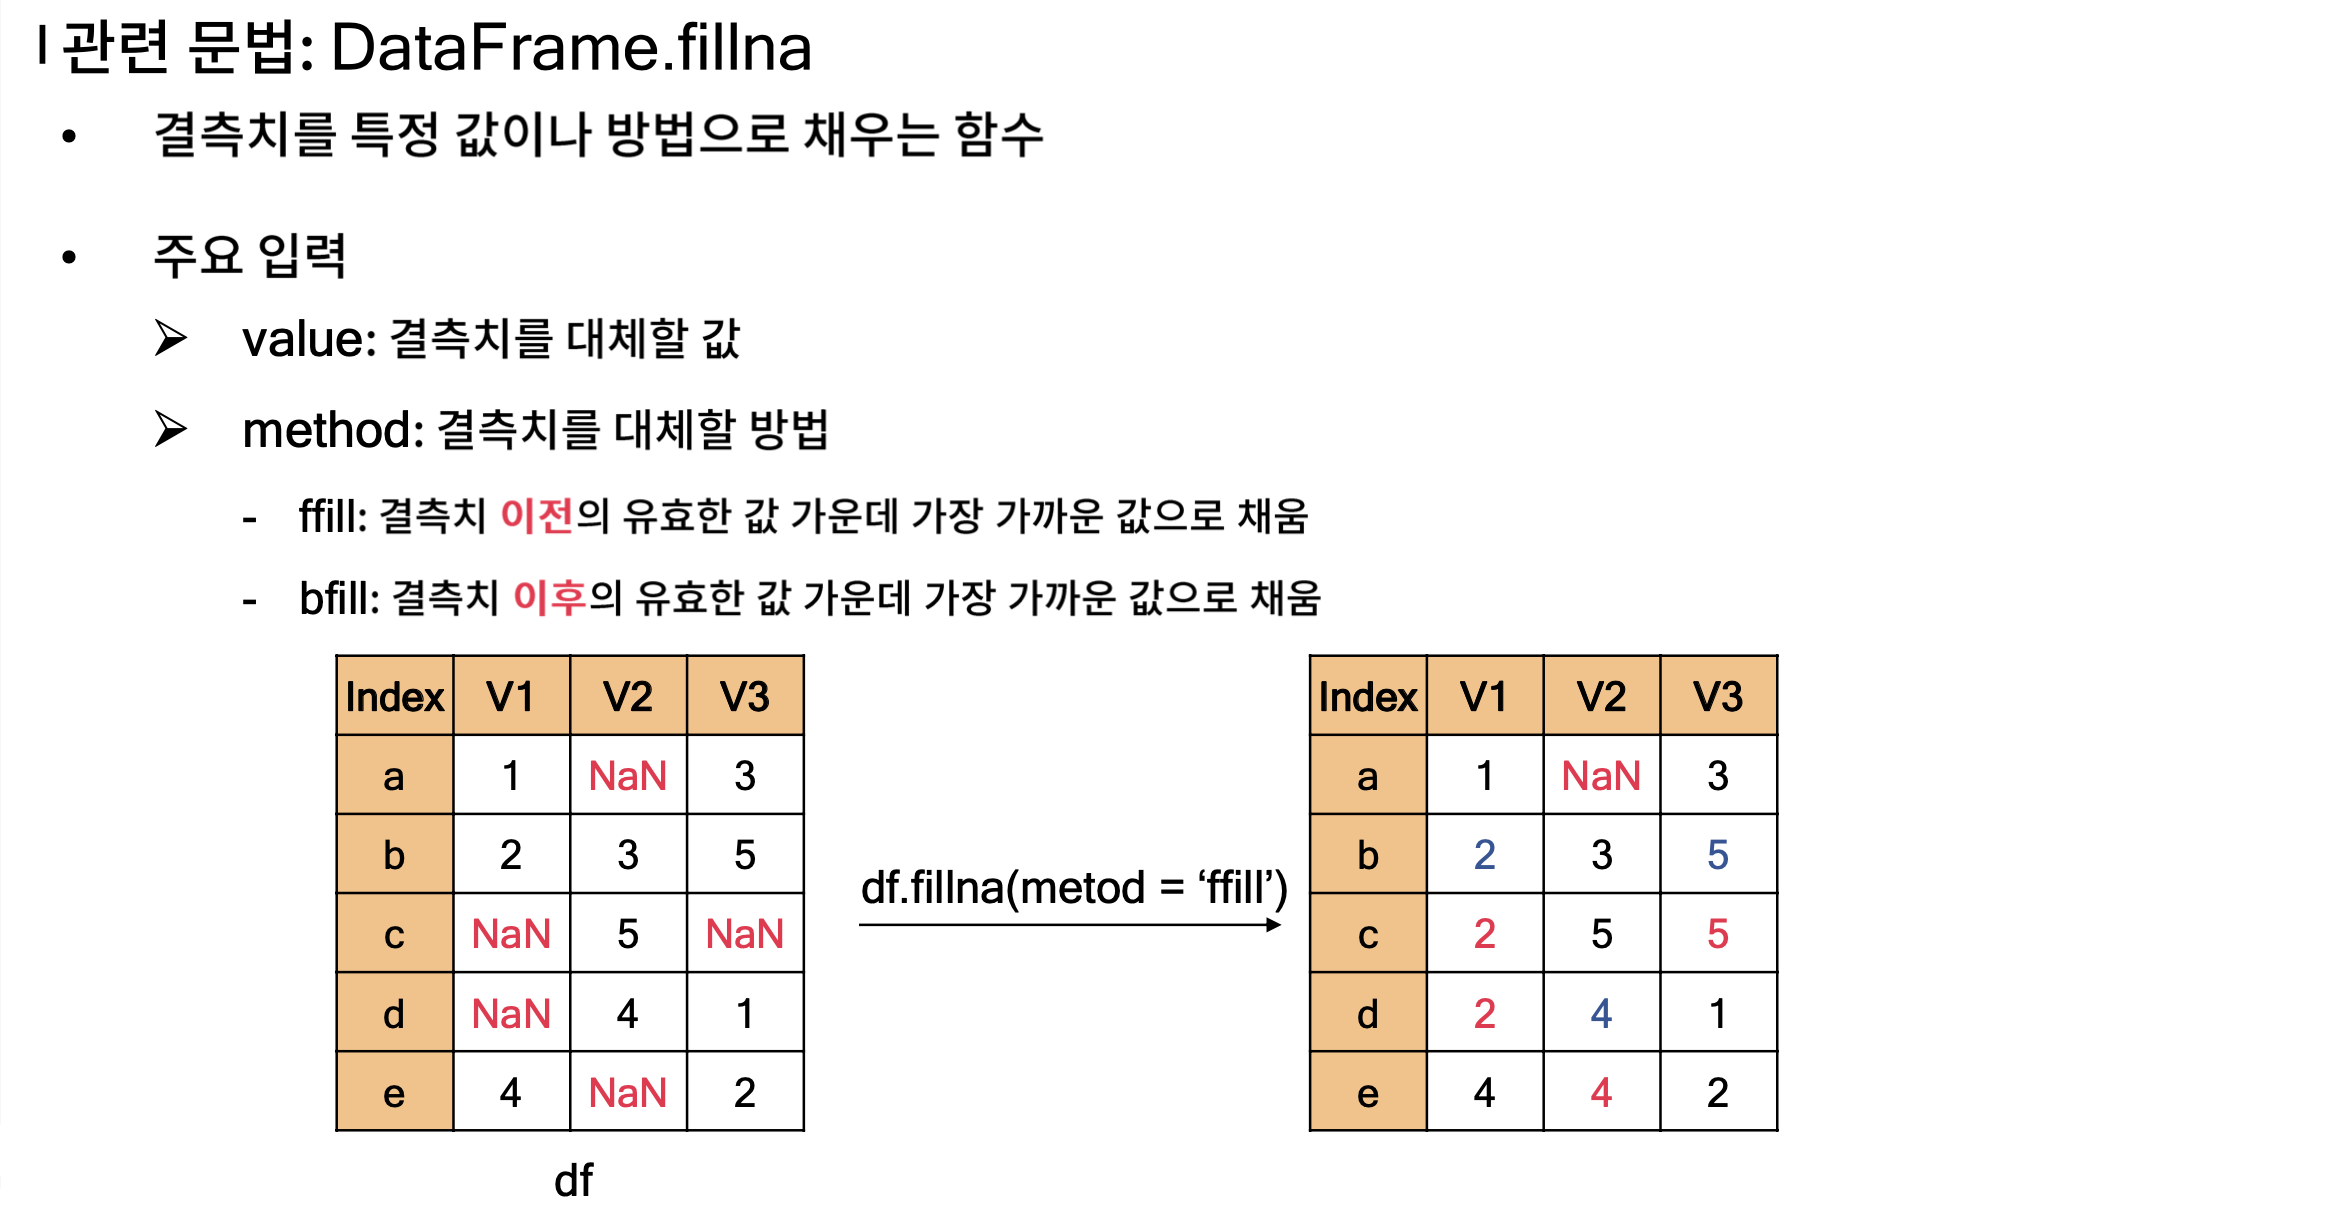 ㅣ관련 문법: DataFrame.fillna
• 결측치를 특정 값이나 방법으로 채우는 함수
• 주요 입력
➢ value: 결측치를 대체할 값
➢ method: 결측치를 대체할 방법
- ffill: 결측치 이전의 유효한 값 가운데 가장 가까운 값으로 채움
- bfill: 결측치 이후의 유효한 값 가운데 가장 가까운 값으로 채움
Index V1 V2 V3
a 1 NaN 3
b 2 3 5
c NaN 5 NaN
d NaN 4 1
e 4 NaN 2
df
df.fillna(metod = ‘ffill’)
Index V1 V2 V3
a 1 NaN 3
b 2 3 5
c 2 5 5
d 2 4 1
e 4 4 2